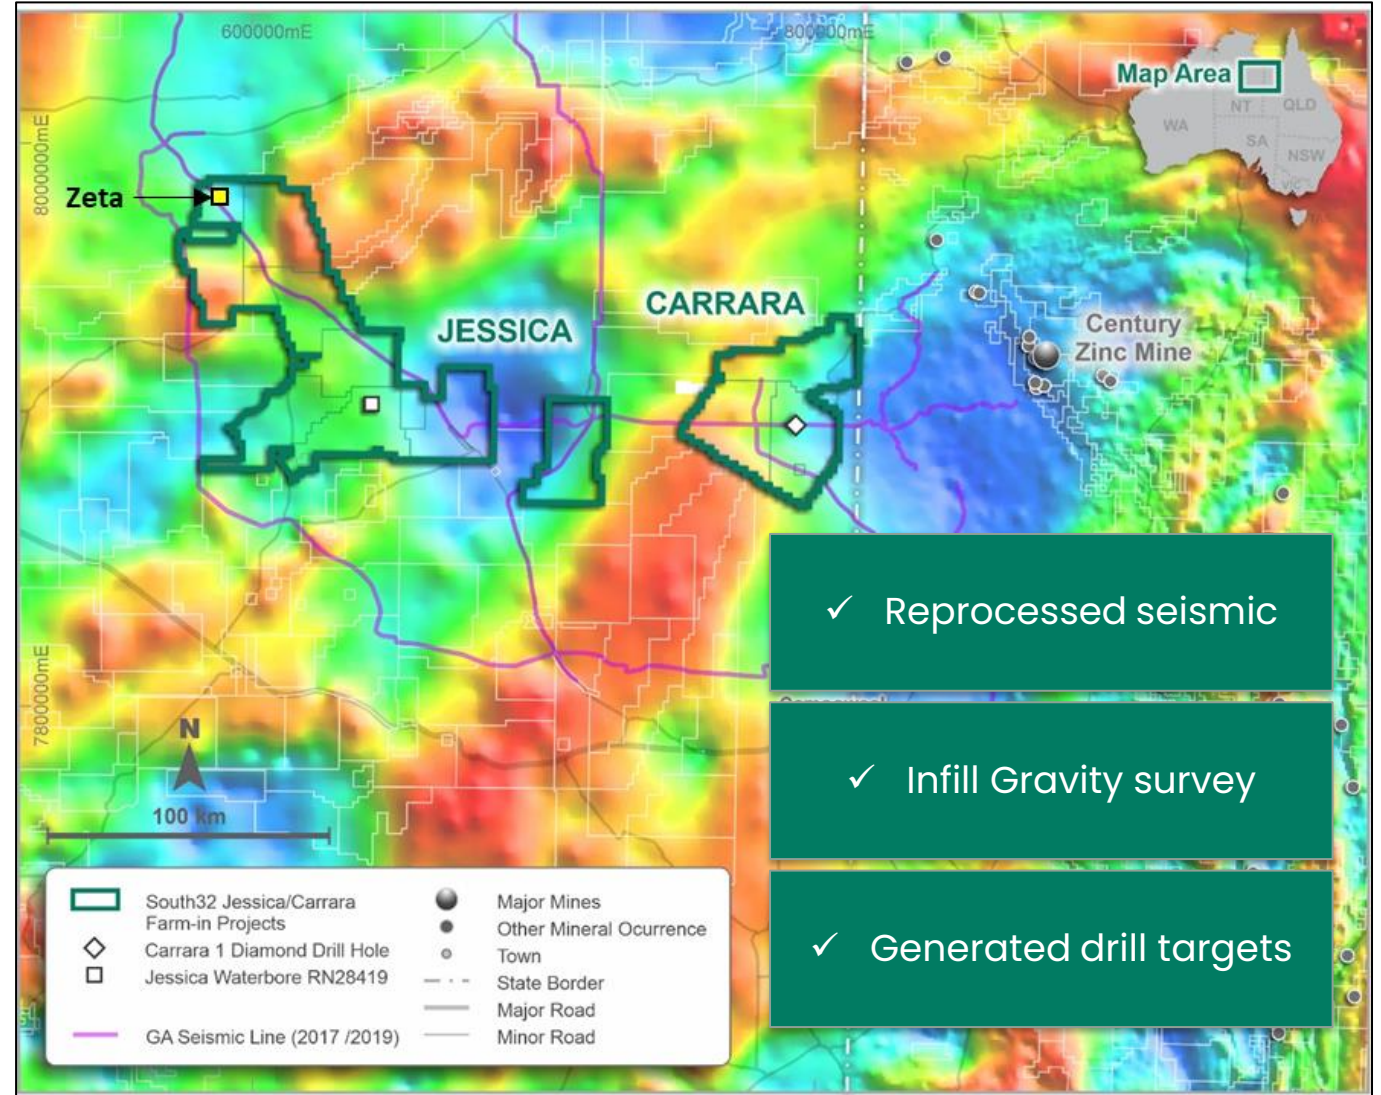 600000mE
800000mE
8000000mE
7800000mE
Map Area
WA
NT
QLD
SA
NSW
Zeta
JESSICA
CARRARA
Century
Zinc Mine
✓ Reprocessed seismic
✓ Infill Gravity survey
✓ Generated drill targets
N
100 km
South32 Jessica/Carrara
Farm-in Projects
Carrara 1 Diamond Drill Hole
Jessica Waterbore RN28419
GA Seismic Line (2017 /2019)
Major Mines
Other Mineral Ocurrence
Town
State Border
Major Road
Minor Road